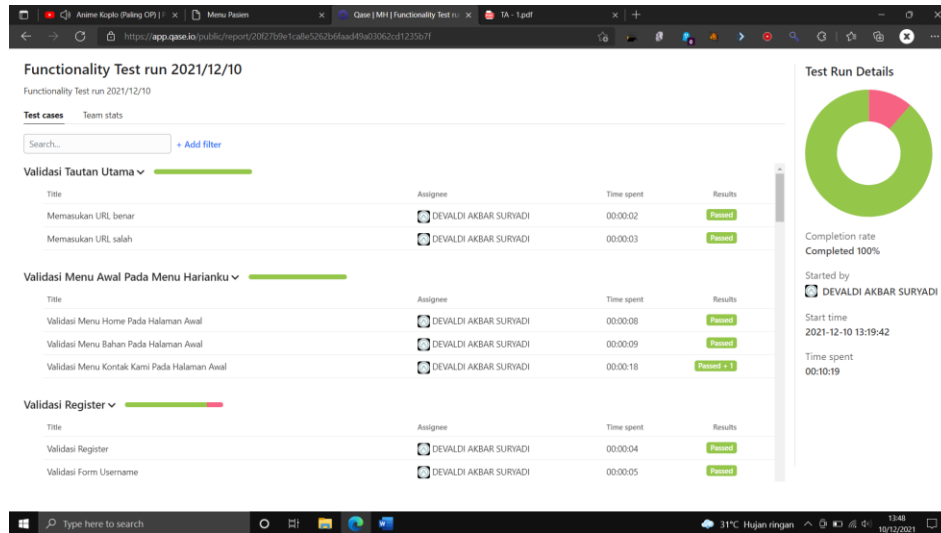 Anime Koplo (Paling OP) |
Menu Pasien
Qase | MH | Functionality Test ru
TA - 1.pdf
https://app.qase.io/public/report/20f27b9e1ca8e5262b6faad49a03062cd1235b7f
Functionality Test run 2021/12/10
Functionality Test run 2021/12/10
Test cases Team stats
Search... + Add filter
Validasi Tautan Utama
Title Assignee Time spent Results
Memasukan URL benar DEVALDI AKBAR SURYADI 00:00:02 Passed
Memasukan URL salah DEVALDI AKBAR SURYADI 00:00:03 Passed
Validasi Menu Awal Pada Menu Harianku
Title Assignee Time spent Results
Validasi Menu Home Pada Halaman Awal DEVALDI AKBAR SURYADI 00:00:08 Passed
Validasi Menu Bahan Pada Halaman Awal DEVALDI AKBAR SURYADI 00:00:09 Passed
Validasi Menu Kontak Kami Pada Halaman Awal DEVALDI AKBAR SURYADI 00:00:18 Passed + 1
Validasi Register
Title Assignee Time spent Results
Validasi Register DEVALDI AKBAR SURYADI 00:00:04 Passed
Validasi Form Username DEVALDI AKBAR SURYADI 00:00:05 Passed
Test Run Details
Completion rate
Completed 100%
Started by
DEVALDI AKBAR SURYADI
Start time
2021-12-10 13:19:42
Time spent
00:10:19
Type here to search
31°C Hujan ringan
13:48
10/12/2021